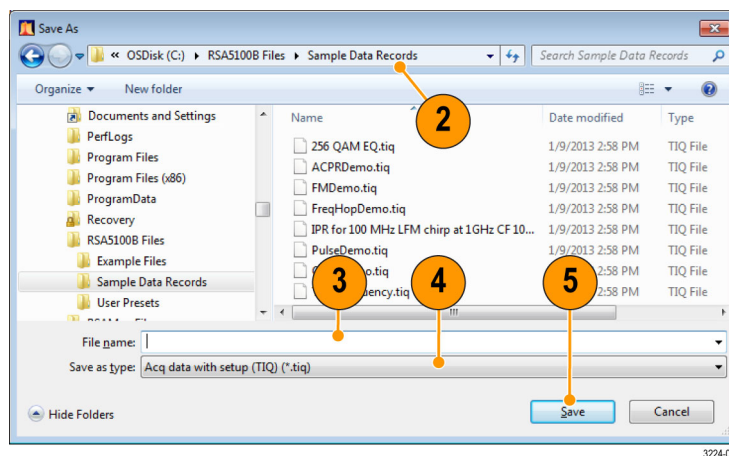 Save As
« OSDisk (C:) ▸ RSA5100B Files ▸ Sample Data Records
Search Sample Data Records
Organize New folder
2
Documents and Settings
PerfLogs
Program Files
Program Files (x86)
ProgramData
Recovery
RSA5100B Files
Example Files
Sample Data Records
User Presets
Name Date modified Type
256 QAM EQ.tiq 1/9/2013 2:58 PM TIQ File
ACPRDemo.tiq 1/9/2013 2:58 PM TIQ File
FMDemo.tiq 1/9/2013 2:58 PM TIQ File
FreqHopDemo.tiq 1/9/2013 2:58 PM TIQ File
IPR for 100 MHz LFM chirp at 1GHz CF 10... 1/9/2013 2:58 PM TIQ File
PulseDemo.tiq 1/9/2013 2:58 PM TIQ File
2:58 PM TIQ File
2:58 PM TIQ File
3
4
5
File name:
Save as type: Acq data with setup (TIQ) (*.tiq)
Hide Folders
Save Cancel